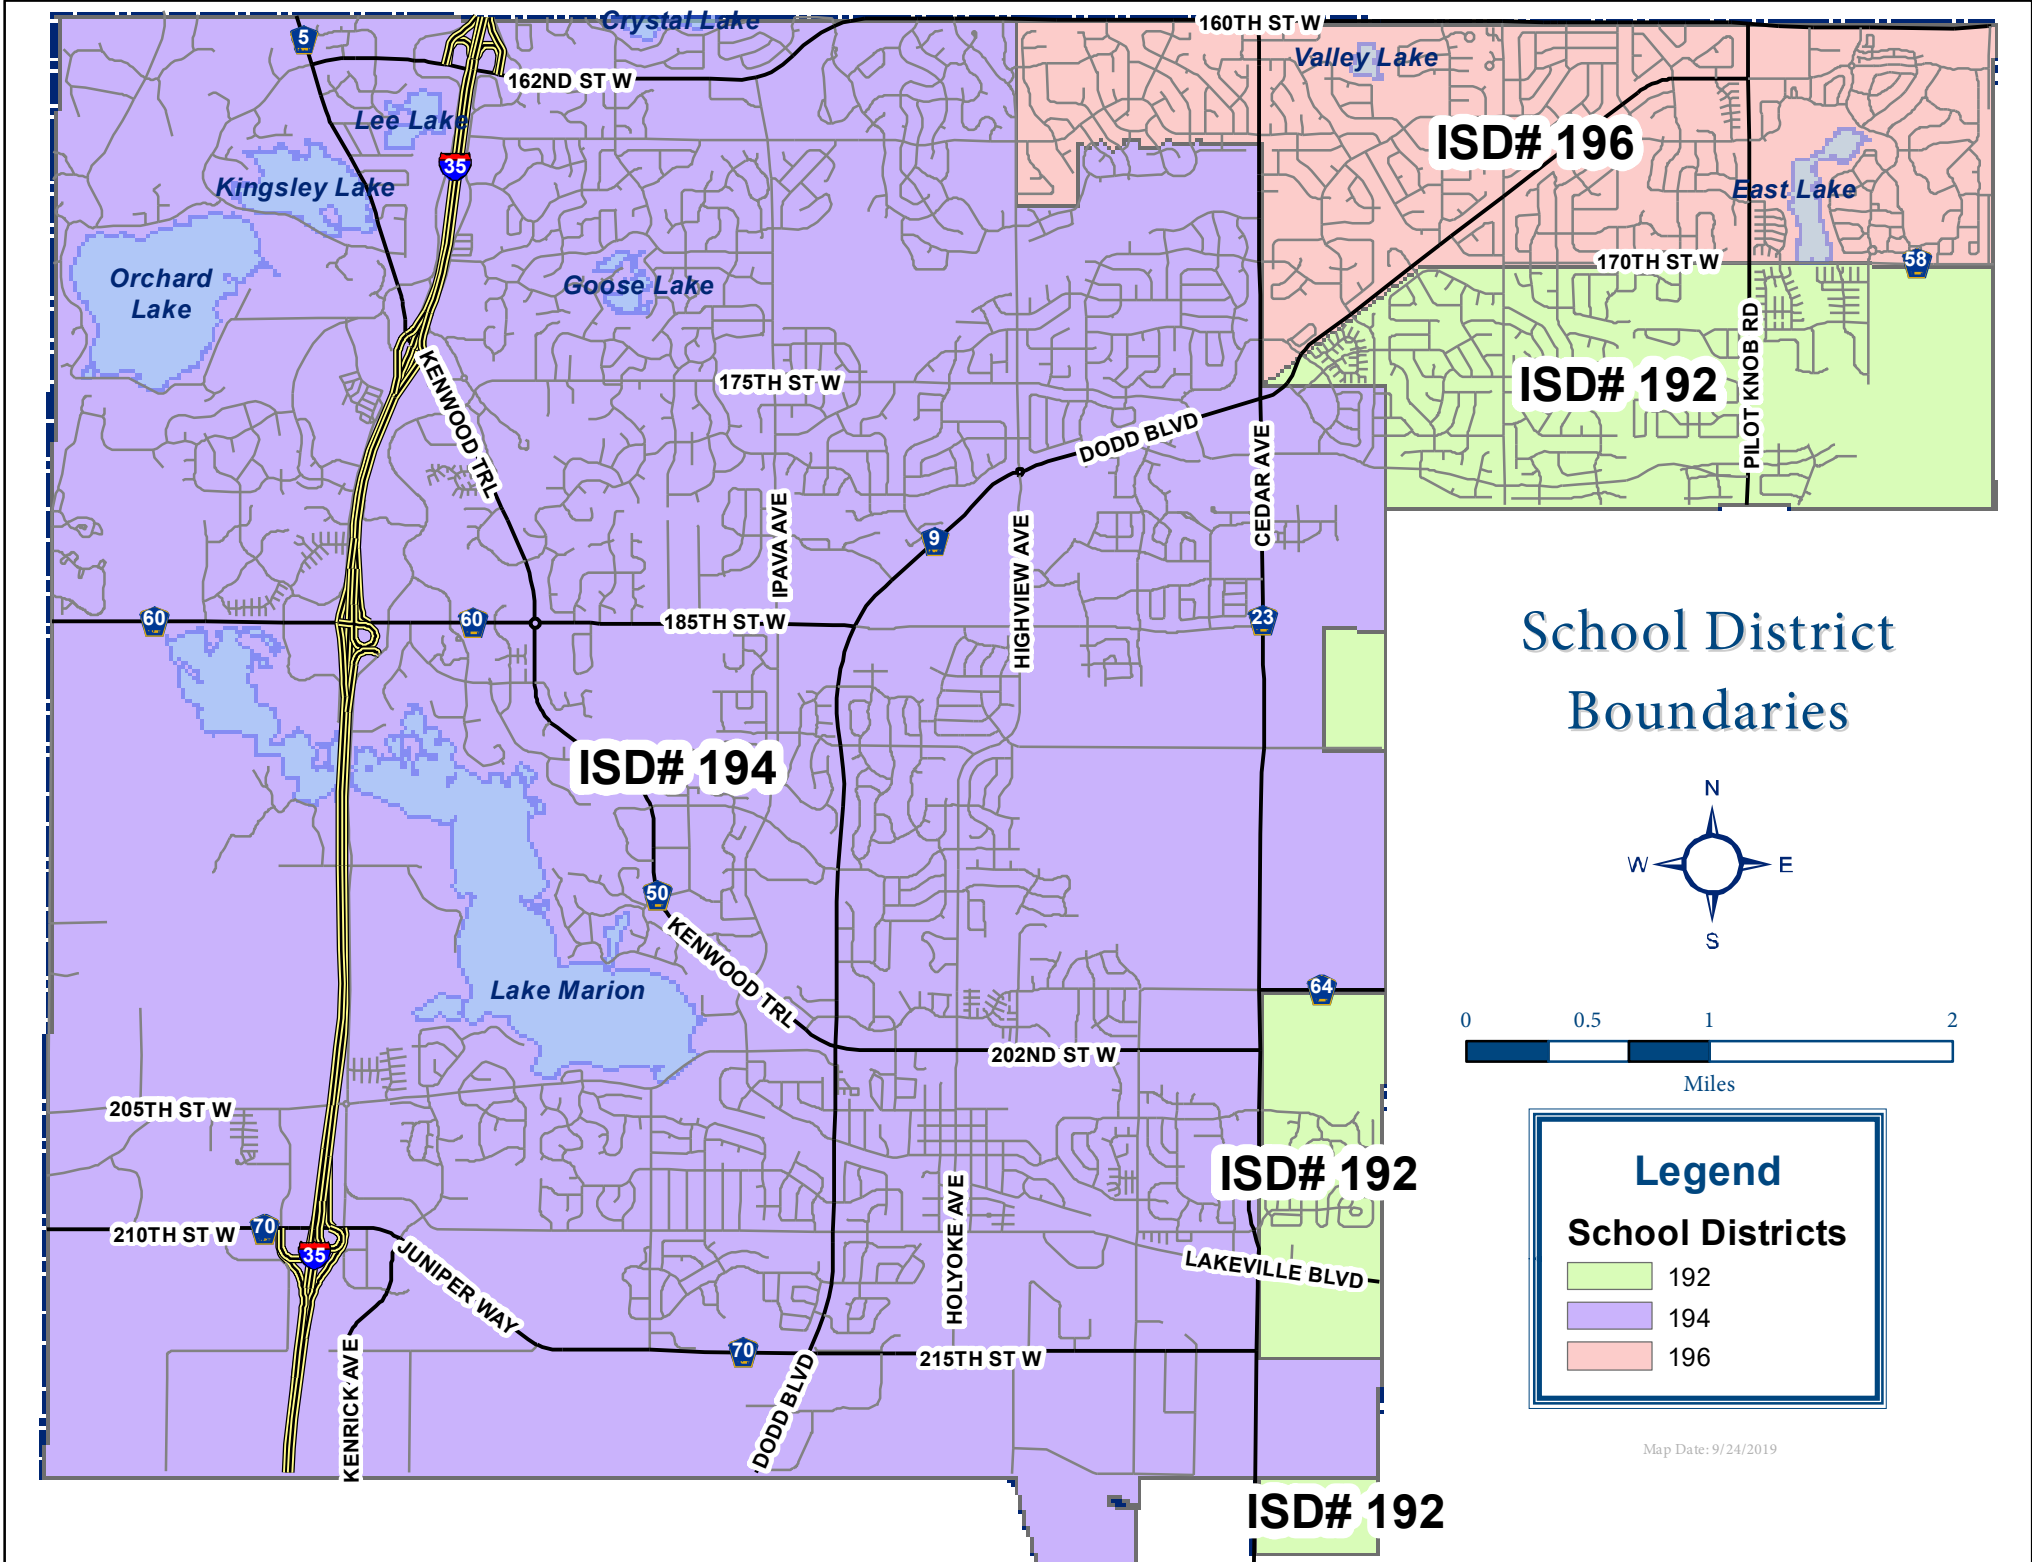 Crystal Lake
160TH ST W
5
162ND ST W
Valley Lake
Lee Lake
ISD# 196
35
Kingsley Lake
East Lake
170TH ST W
58
Orchard
Lake
Goose Lake
KENWOOD TRL
175TH ST W
ISD# 192
PILOT KNOB RD
DODD BLVD
CEDAR AVE
IPAVA AVE
9
HIGHVIEW AVE
60
60
185TH ST W
23
School District
Boundaries
ISD# 194
N
W
E
S
50
KENWOOD TRL
Lake Marion
64
0
0.5
1
2
Miles
202ND ST W
205TH ST W
ISD# 192
Legend
School Districts
192
194
196
210TH ST W
70
35
JUNIPER WAY
HOLYOKE AVE
LAKEVILLE BLVD
KENRICK AVE
70
DODD BLVD
215TH ST W
Map Date: 9/24/2019
ISD# 192